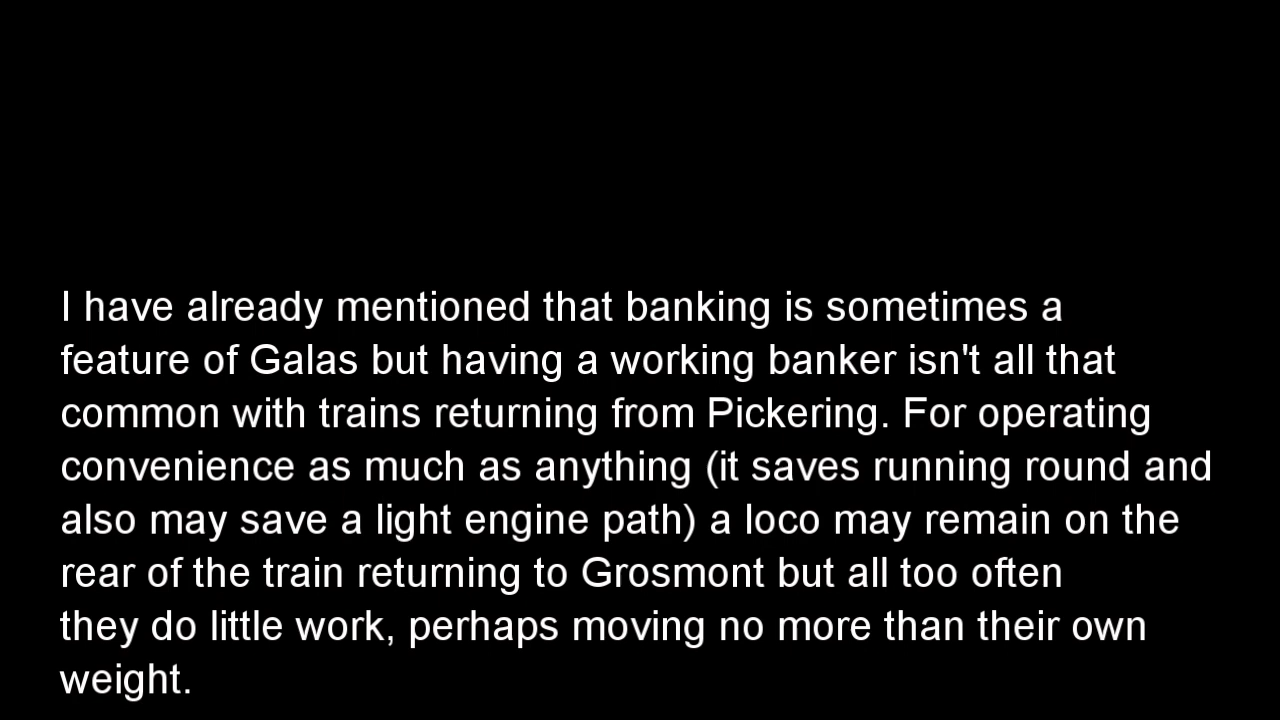 I have already mentioned that banking is sometimes a
feature of Galas but having a working banker isn't all that
common with trains returning from Pickering. For operating
convenience as much as anything (it saves running round and
also may save a light engine path) a loco may remain on the
rear of the train returning to Grosmont but all too often
they do little work, perhaps moving no more than their own
weight.